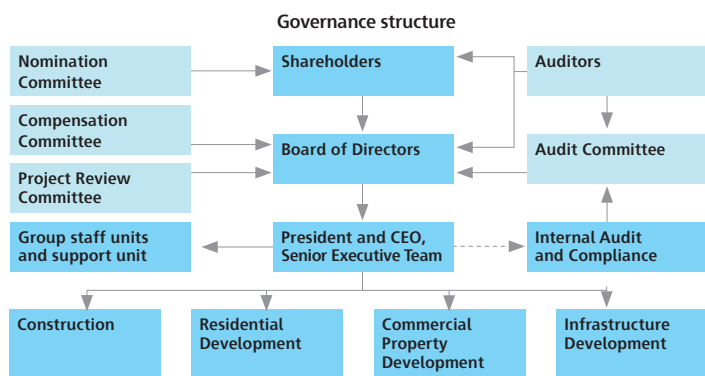 Governance structure
Nomination
Committee
Shareholders
Auditors
Compensation
Committee
Board of Directors
Audit Committee
Project Review
Committee
Group staff units
and support unit
President and CEO,
Senior Executive Team
Internal Audit
and Compliance
Construction
Residential
Development
Commercial
Property
Development
Infrastructure
Development